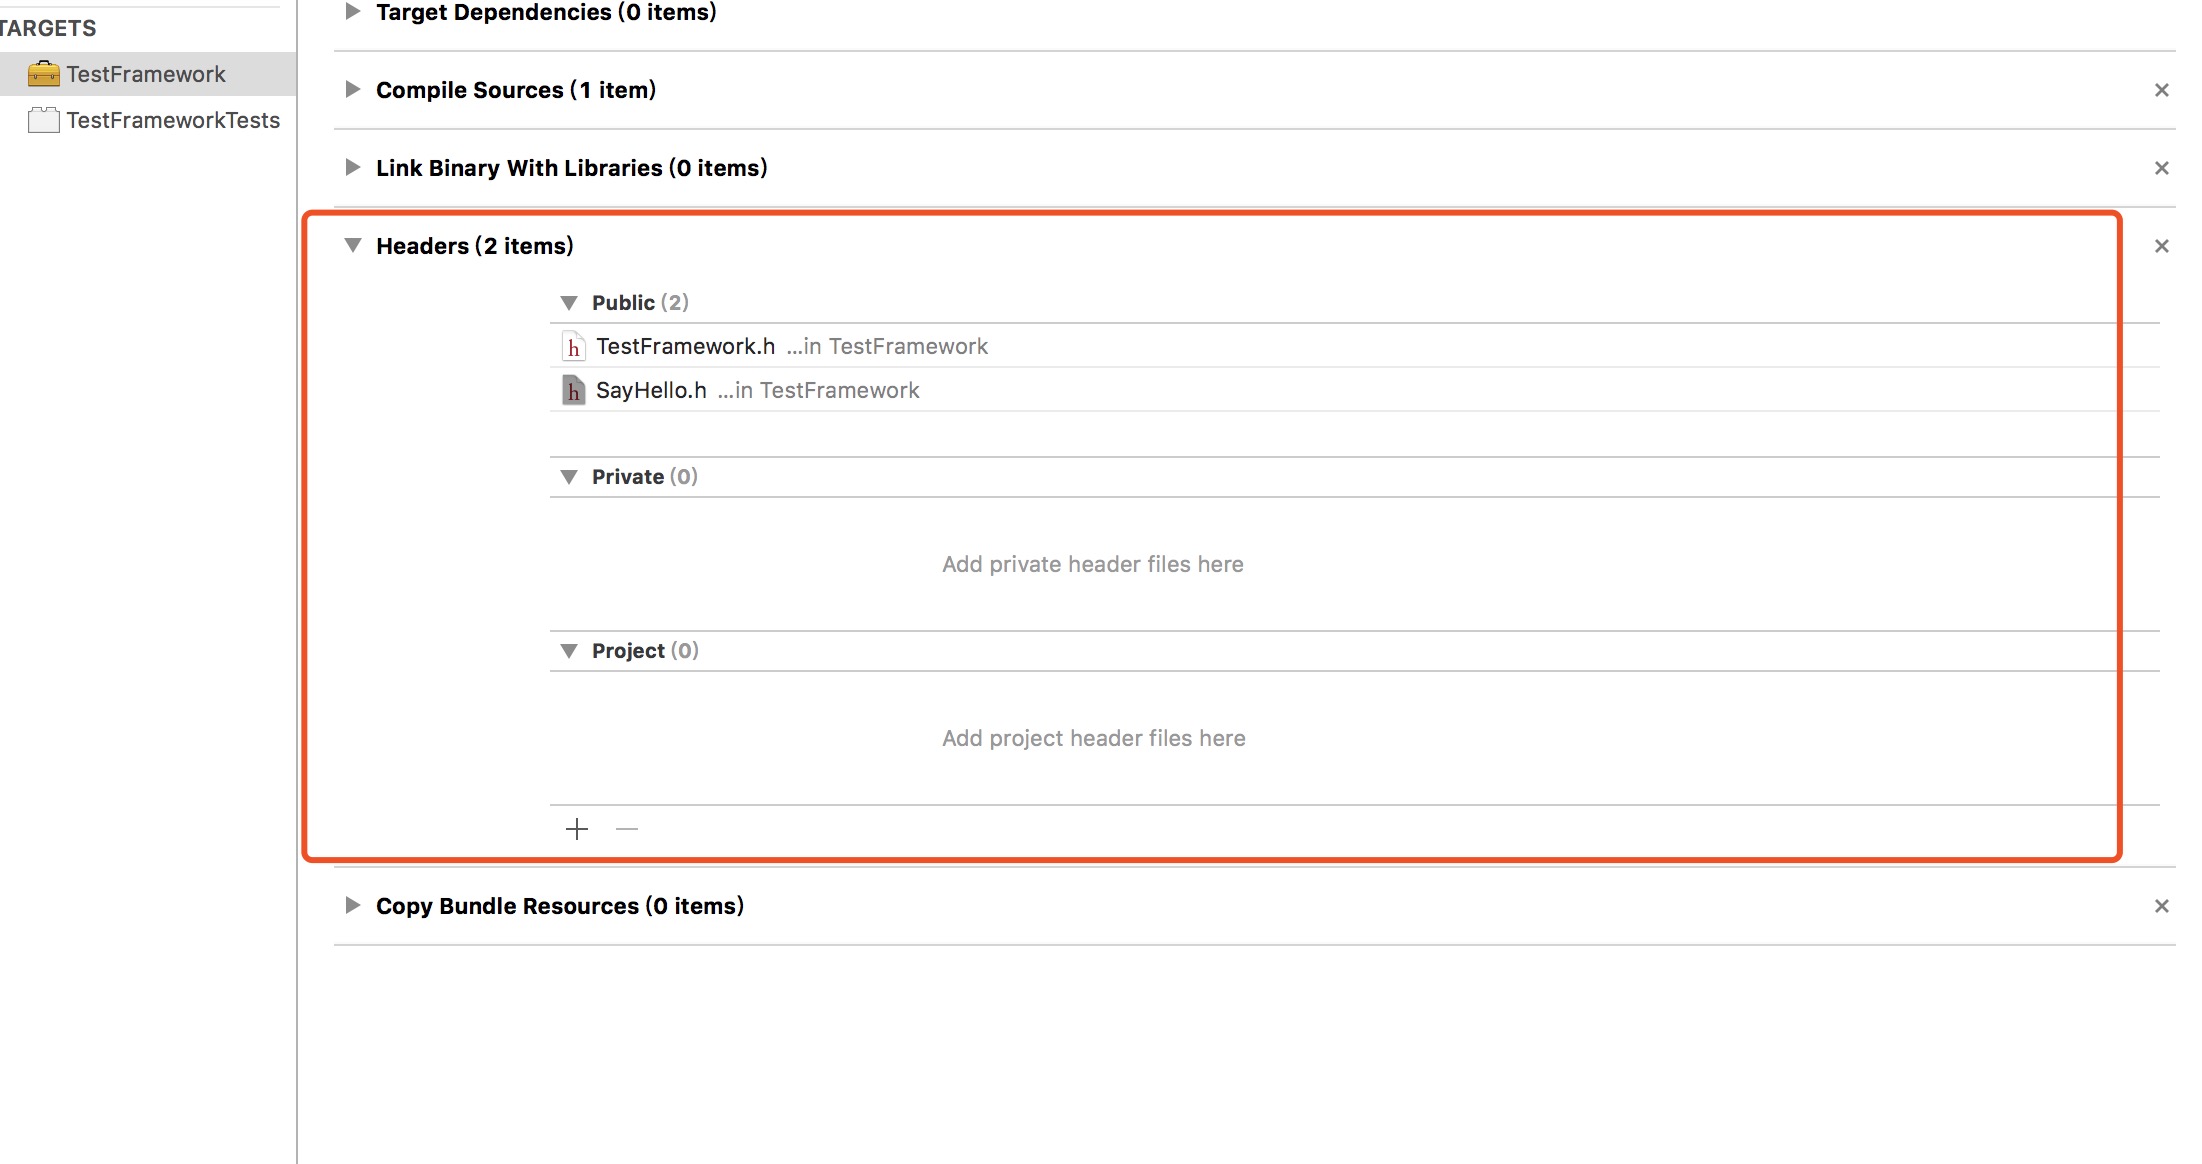 TARGETS
TestFramework
TestFrameworkTests
Target Dependencies (0 items)
Compile Sources (1 item)
Link Binary With Libraries (0 items)
Headers (2 items)
Public (2)
h TestFramework.h ...in TestFramework
h SayHello.h ...in TestFramework
Private (0)
Add private header files here
Project (0)
Add project header files here
Copy Bundle Resources (0 items)